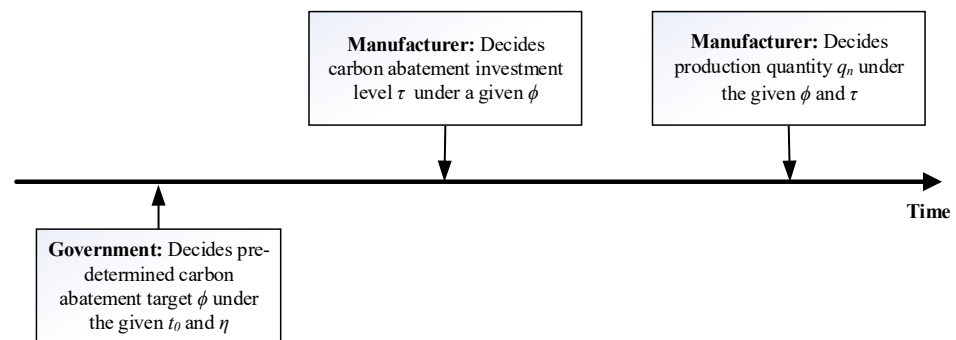 Manufacturer: Decides
carbon abatement investment
level τ under a given ϕ
Manufacturer: Decides
production quantity qn under
the given ϕ and τ
Time
Government: Decides pre-
determined carbon
abatement target ϕ under
the given t0 and η